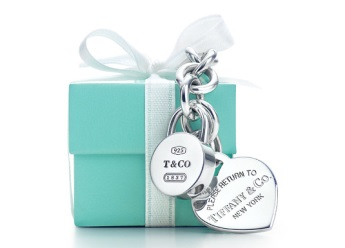 925
T&CO
1837
PLEASE RETURN TO
TIFFANY & Co.
NEW YORK